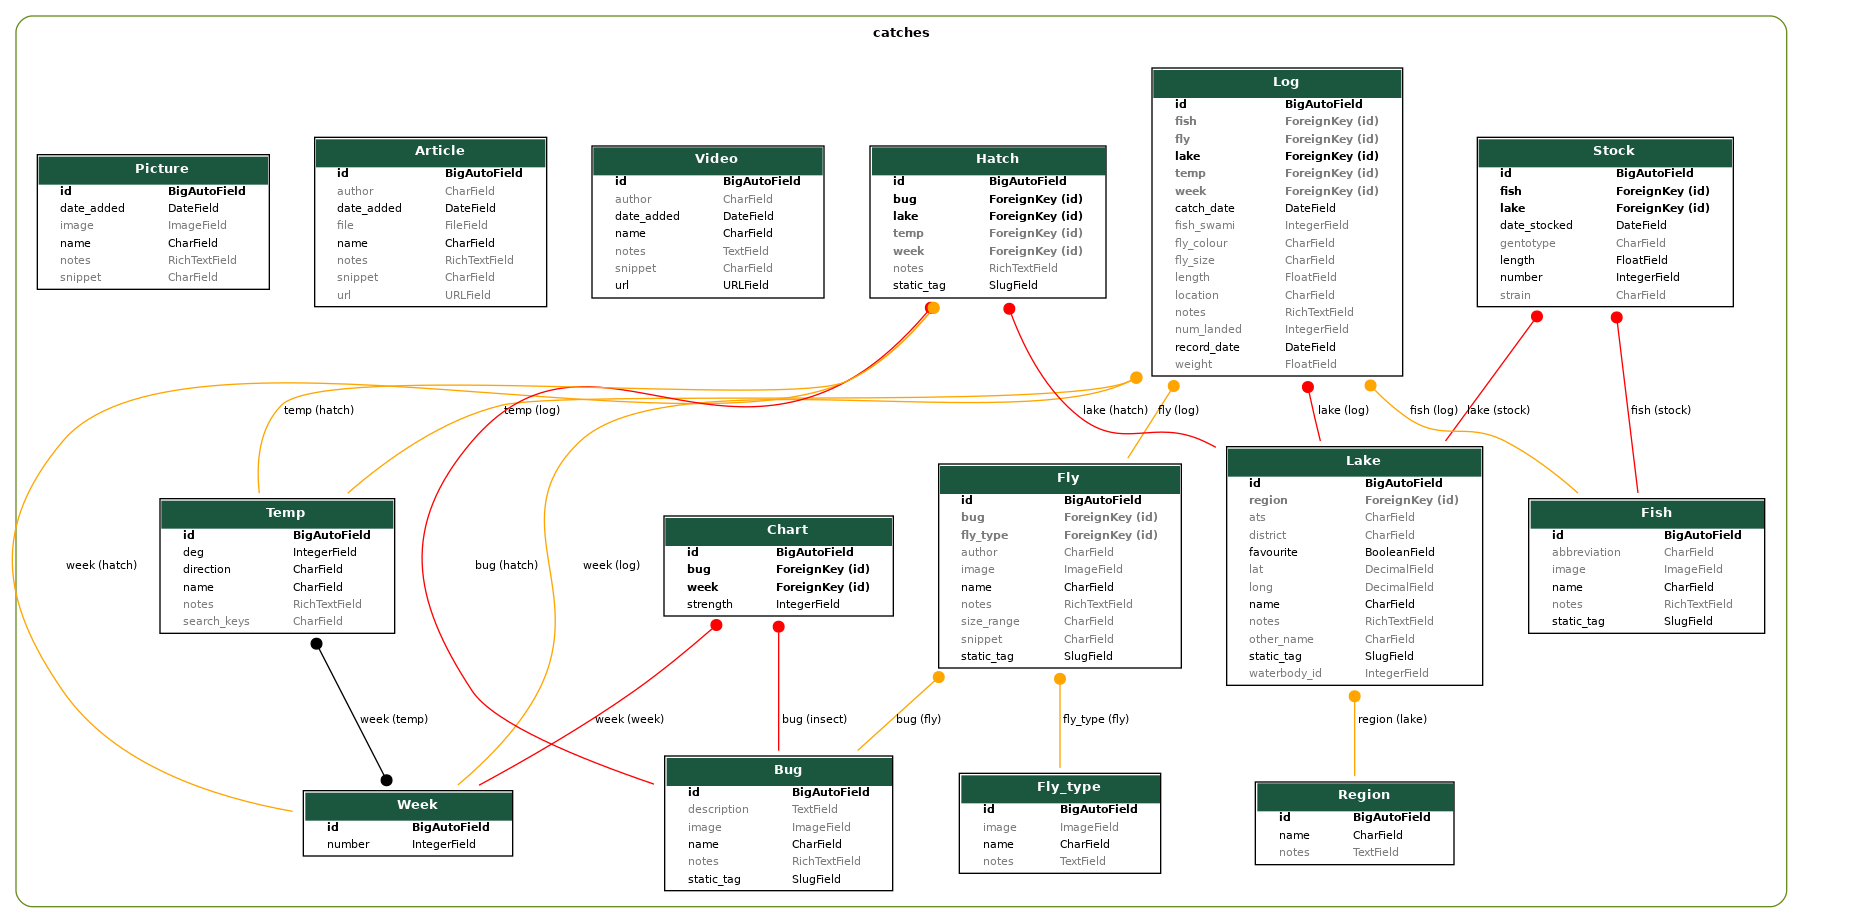 catches
Picture
id BigAutoField
date_added DateField
image ImageField
name CharField
notes RichTextField
snippet CharField
Article
id BigAutoField
author CharField
date_added DateField
file FileField
name CharField
notes RichTextField
snippet CharField
url URLField
Video
id BigAutoField
author CharField
date_added DateField
name CharField
notes TextField
snippet CharField
url URLField
Hatch
id BigAutoField
bug ForeignKey (id)
lake ForeignKey (id)
temp ForeignKey (id)
week ForeignKey (id)
notes RichTextField
static_tag SlugField
Log
id BigAutoField
fish ForeignKey (id)
fly ForeignKey (id)
lake ForeignKey (id)
temp ForeignKey (id)
week ForeignKey (id)
catch_date DateField
fish_swami IntegerField
fly_colour CharField
fly_size CharField
length FloatField
location CharField
notes RichTextField
num_landed IntegerField
record_date DateField
weight FloatField
Stock
id BigAutoField
fish ForeignKey (id)
lake ForeignKey (id)
date_stocked DateField
gentotype CharField
length FloatField
number IntegerField
strain CharField
temp (hatch)
temp (log)
lake (hatch)
fly (log)
lake (log)
fish (log)
lake (stock)
fish (stock)
Temp
id BigAutoField
deg IntegerField
direction CharField
name CharField
notes RichTextField
search_keys CharField
Chart
id BigAutoField
bug ForeignKey (id)
week ForeignKey (id)
strength IntegerField
Fly
id BigAutoField
bug ForeignKey (id)
fly_type ForeignKey (id)
author CharField
image ImageField
name CharField
notes RichTextField
size_range CharField
snippet CharField
static_tag SlugField
Lake
id BigAutoField
region ForeignKey (id)
ats CharField
district CharField
favourite BooleanField
lat DecimalField
long DecimalField
name CharField
notes RichTextField
other_name CharField
static_tag SlugField
waterbody_id IntegerField
Fish
id BigAutoField
abbreviation CharField
image ImageField
name CharField
notes RichTextField
static_tag SlugField
week (hatch)
bug (hatch)
week (log)
week (temp)
week (week)
bug (insect)
bug (fly)
fly_type (fly)
region (lake)
Week
id BigAutoField
number IntegerField
Bug
id BigAutoField
description TextField
image ImageField
name CharField
notes RichTextField
static_tag SlugField
Fly_type
id BigAutoField
image ImageField
name CharField
notes TextField
Region
id BigAutoField
name CharField
notes TextField